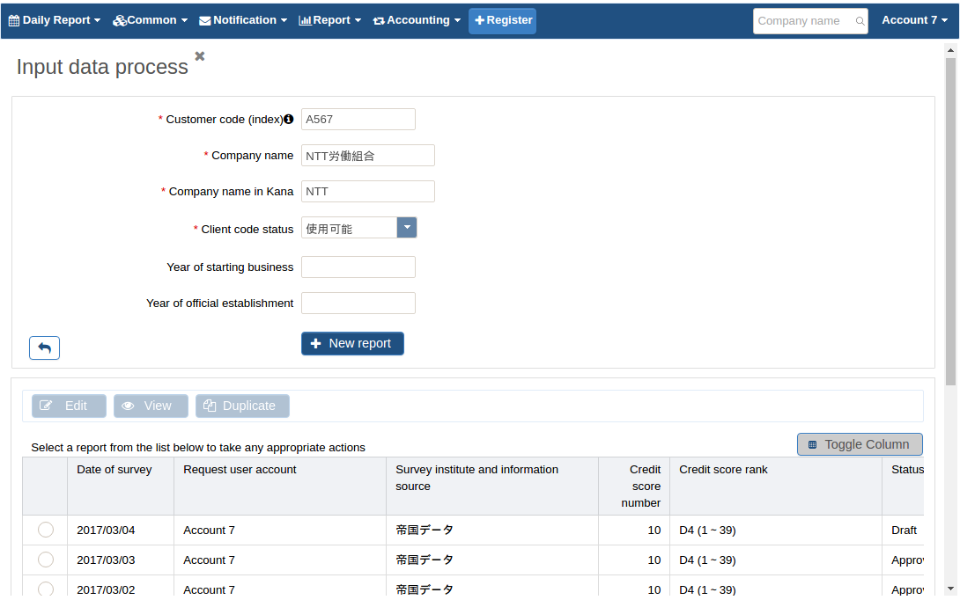 Daily Report Common Notification Report Accounting Register Company name Account 7
Input data process
* Customer code (index) A567
* Company name NTT労働組合
* Company name in Kana NTT
* Client code status 使用可能
Year of starting business
Year of official establishment
New report
Edit View Duplicate
Select a report from the list below to take any appropriate actions
Toggle Column
Date of survey Request user account Survey institute and information source Credit score number Credit score rank Status
2017/03/04 Account 7 帝国データ 10 D4 (1 ~ 39) Draft
2017/03/03 Account 7 帝国データ 10 D4 (1 ~ 39)
2017/03/02 Account 7 帝国データ 10 D4 (1 ~ 39)